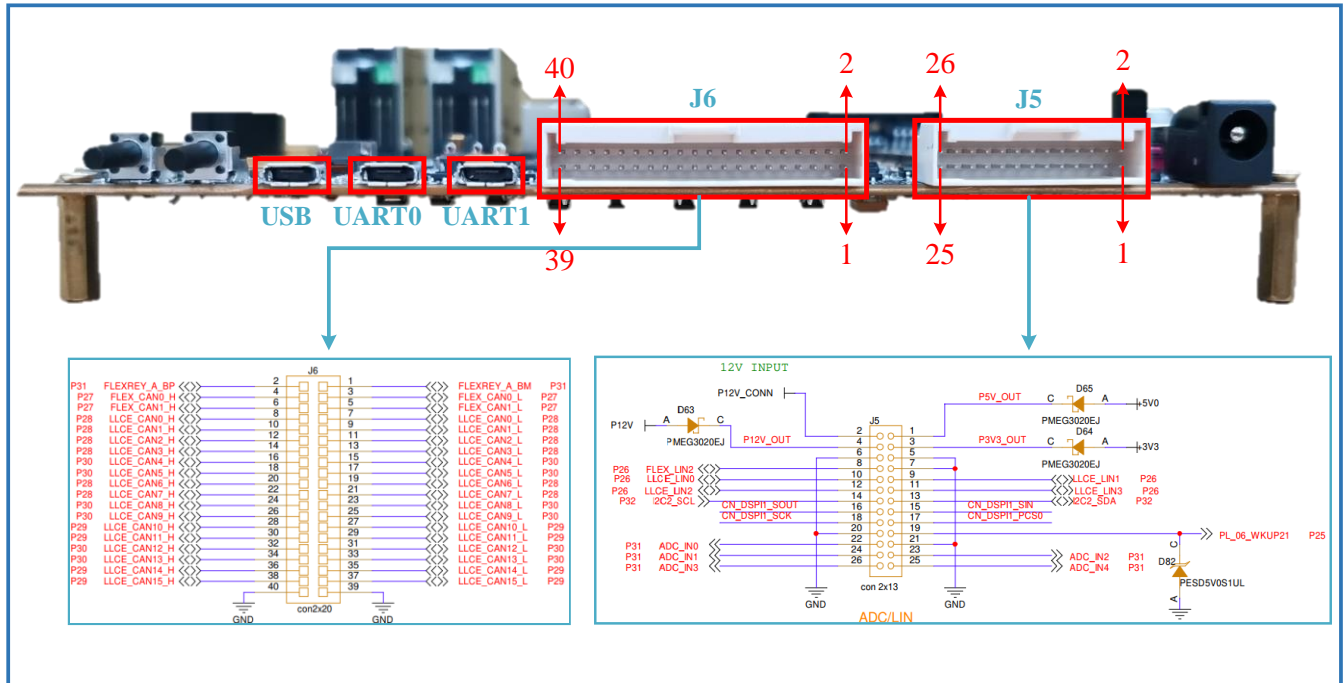 40
2
26
2
J6
J5
USB
UART0
UART1
39
1
25
1
J6
P31 FLEXREY_A_BP 2 1 FLEXREY_A_BM P31
P27 FLEX_CAN0_H 4 3 FLEX_CAN0_L P27
P27 FLEX_CAN1_H 6 5 FLEX_CAN1_L P27
P28 LLCE_CAN0_H 8 7 LLCE_CAN0_L P28
P28 LLCE_CAN1_H 10 9 LLCE_CAN1_L P28
P28 LLCE_CAN2_H 12 11 LLCE_CAN2_L P28
P28 LLCE_CAN3_H 14 13 LLCE_CAN3_L P28
P30 LLCE_CAN4_H 16 15 LLCE_CAN4_L P30
P30 LLCE_CAN5_H 18 17 LLCE_CAN5_L P30
P28 LLCE_CAN6_H 20 19 LLCE_CAN6_L P28
P28 LLCE_CAN7_H 22 21 LLCE_CAN7_L P28
P30 LLCE_CAN8_H 24 23 LLCE_CAN8_L P30
P30 LLCE_CAN9_H 26 25 LLCE_CAN9_L P30
P29 LLCE_CAN10_H 28 27 LLCE_CAN10_L P29
P29 LLCE_CAN11_H 30 29 LLCE_CAN11_L P29
P30 LLCE_CAN12_H 32 31 LLCE_CAN12_L P30
P30 LLCE_CAN13_H 34 33 LLCE_CAN13_L P30
P29 LLCE_CAN14_H 36 35 LLCE_CAN14_L P29
P29 LLCE_CAN15_H 38 37 LLCE_CAN15_L P29
40 39
con2x20
GND
GND
12V INPUT
P12V_CONN
P5V_OUT
C D65 A
+5V0
PMEG3020EJ
P12V A D63 C
PMEG3020EJ
P12V_OUT
J5
P3V3_OUT
C D64 A
+3V3
PMEG3020EJ
2 1
4 3
6 5
P26 FLEX_LIN2 8 7
P26 LLCE_LIN0 10 9 LLCE_LIN1 P26
P26 LLCE_LIN2 12 11 LLCE_LIN3 P26
P32 I2C2_SCL 14 13 I2C2_SDA P32
CN_DSPI1_SOUT 16 15 CN_DSPI1_SIN
CN_DSPI1_SCK 18 17 CN_DSPI1_PCS0
20 19 PL_06_WKUP21 P25
P31 ADC_IN0 22 21
P31 ADC_IN1 24 23 ADC_IN2 P31
P31 ADC_IN3 26 25 ADC_IN4 P31
C
D82
PESD5V0S1UL
A
con 2x13
GND
GND
ADC/LIN